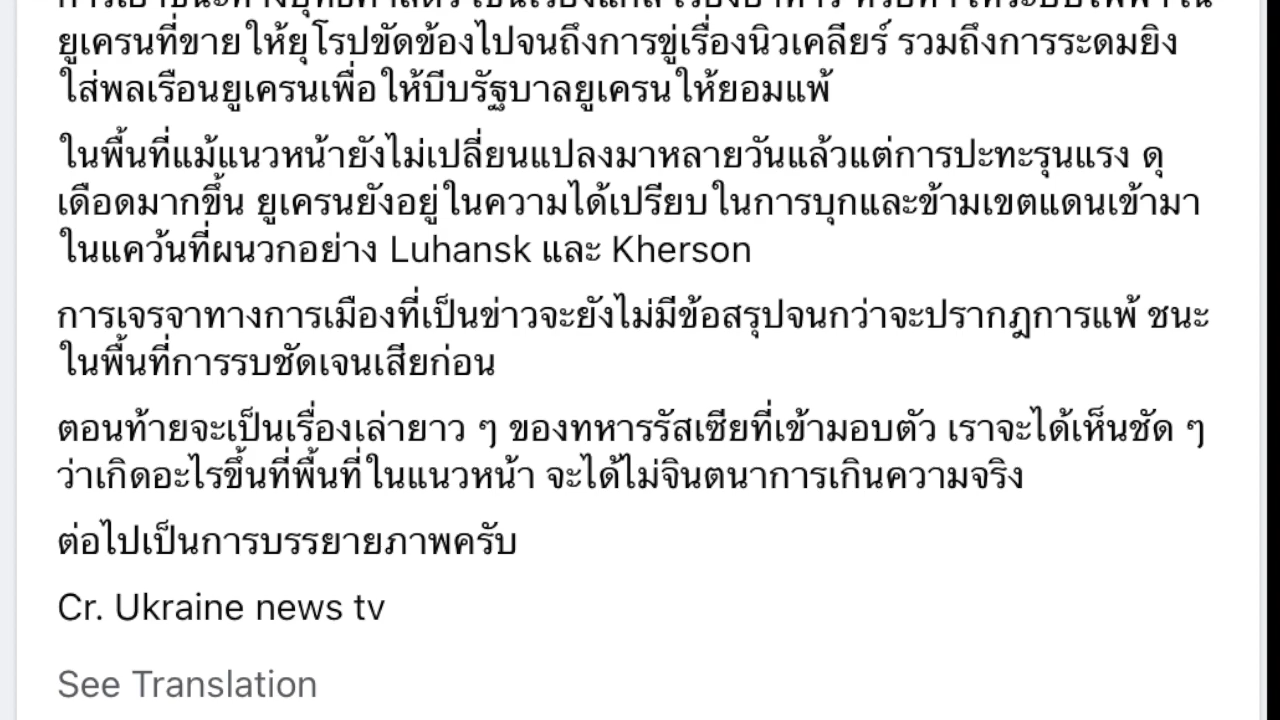 ยูเครนที่ขายให้ยุโรปขัดข้องไปจนถึงการขู่เรื่องนิวเคลียร์ รวมถึงการระดมยิง
ใส่พลเรือนยูเครนเพื่อให้บีบรัฐบาลยูเครนให้ยอมแพ้
ในพื้นที่แม้แนวหน้ายังไม่เปลี่ยนแปลงมาหลายวันแล้วแต่การปะทะรุนแรง ดุ
เดือดมากขึ้น ยูเครนยังอยู่ในความได้เปรียบในการบุกและข้ามเขตแดนเข้ามา
ในแคว้นที่ผนวกอย่าง Luhansk และ Kherson
การเจรจาทางการเมืองที่เป็นข่าวจะยังไม่มีข้อสรุปจนกว่าจะปรากฏการแพ้ ชนะ
ในพื้นที่การรบชัดเจนเสียก่อน
ตอนท้ายจะเป็นเรื่องเล่ายาว ๆ ของทหารรัสเซียที่เข้ามอบตัว เราจะได้เห็นชัด ๆ
ว่าเกิดอะไรขึ้นที่พื้นที่ในแนวหน้า จะได้ไม่จินตนาการเกินความจริง
ต่อไปเป็นการบรรยายภาพครับ
Cr. Ukraine news tv
See Translation